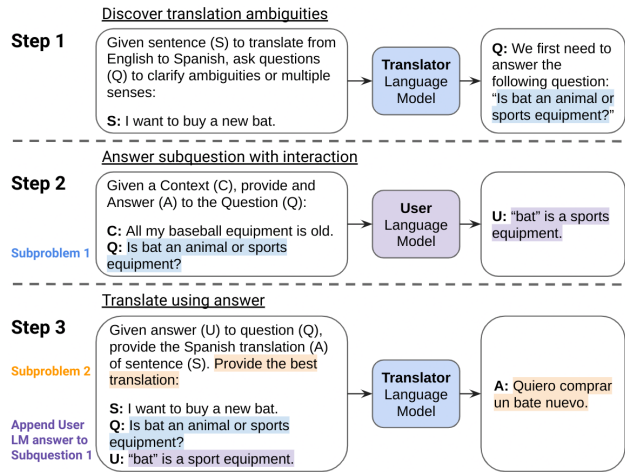 Discover translation ambiguities
Step 1
Given sentence (S) to translate from
English to Spanish, ask questions
(Q) to clarify ambiguities or multiple
senses:
S: I want to buy a new bat.
Translator
Language
Model
Q: We first need to
answer the
following question:
“Is bat an animal or
sports equipment?”
Answer subquestion with interaction
Step 2
Subproblem 1
Given a Context (C), provide and
Answer (A) to the Question (Q):
C: All my baseball equipment is old.
Q: Is bat an animal or sports
equipment?
User
Language
Model
U: “bat” is a sports
equipment.
Translate using answer
Step 3
Subproblem 2
Append User
LM answer to
Subquestion 1
Given answer (U) to question (Q),
provide the Spanish translation (A)
of sentence (S). Provide the best
translation:
S: I want to buy a new bat.
Q: Is bat an animal or sports
equipment?
U: “bat” is a sport equipment.
Translator
Language
Model
A: Quiero comprar
un bate nuevo.